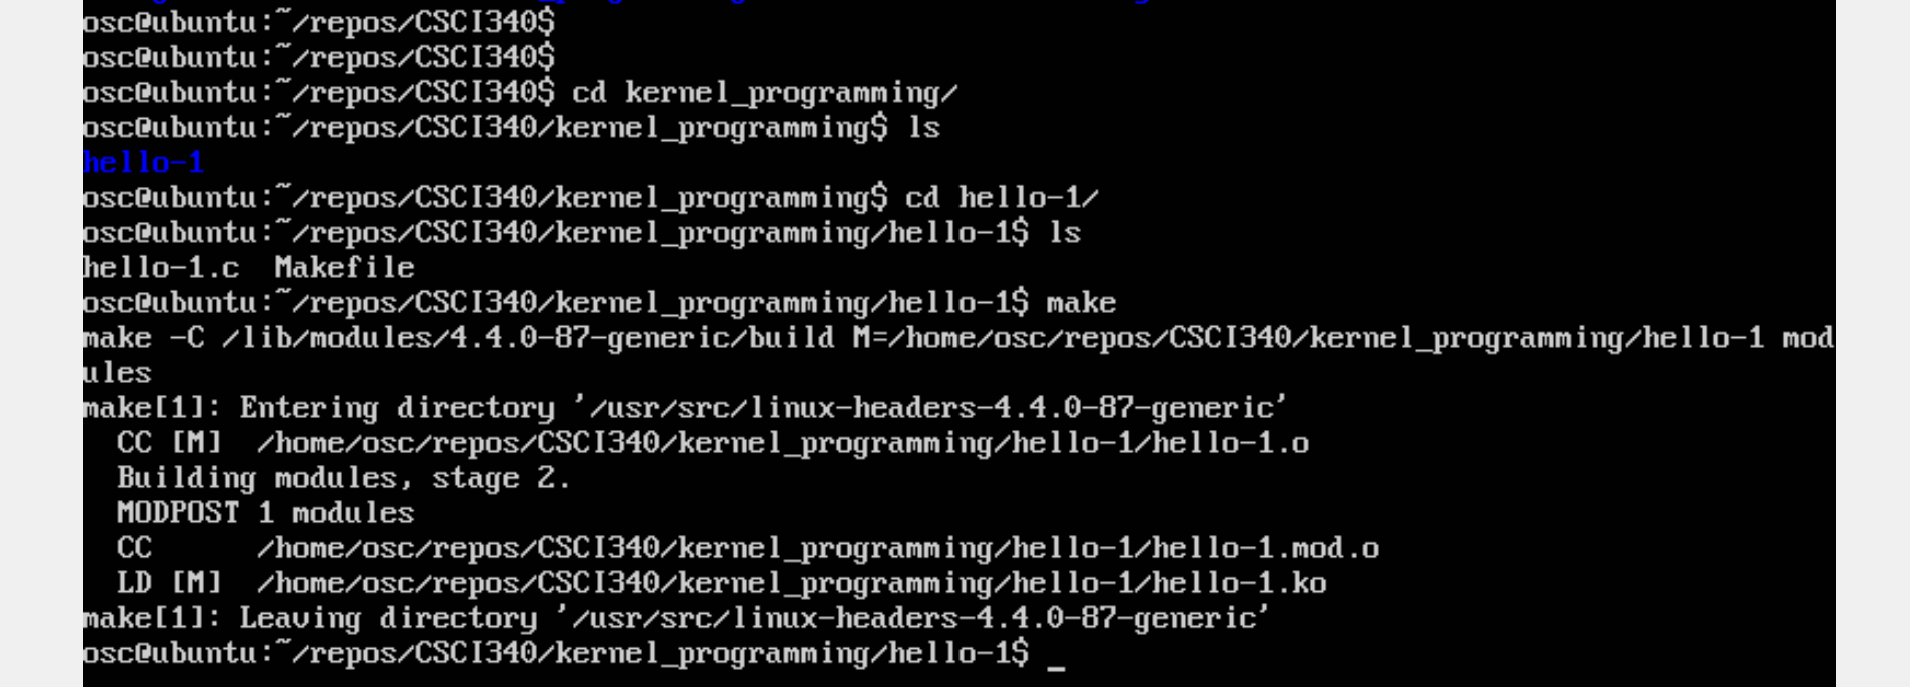 osc@ubuntu:~/repos/CSCI340$
osc@ubuntu:~/repos/CSCI340$
osc@ubuntu:~/repos/CSCI340$ cd kernel_programming/
osc@ubuntu:~/repos/CSCI340/kernel_programming$ ls
hello-1
osc@ubuntu:~/repos/CSCI340/kernel_programming$ cd hello-1/
osc@ubuntu:~/repos/CSCI340/kernel_programming/hello-1$ ls
hello-1.c  Makefile
osc@ubuntu:~/repos/CSCI340/kernel_programming/hello-1$ make
make -C /lib/modules/4.4.0-87-generic/build M=/home/osc/repos/CSCI340/kernel_programming/hello-1 mod
ules
make[1]: Entering directory '/usr/src/linux-headers-4.4.0-87-generic'
  CC [M]  /home/osc/repos/CSCI340/kernel_programming/hello-1/hello-1.o
  Building modules, stage 2.
  MODPOST 1 modules
  CC      /home/osc/repos/CSCI340/kernel_programming/hello-1/hello-1.mod.o
  LD [M]  /home/osc/repos/CSCI340/kernel_programming/hello-1/hello-1.ko
make[1]: Leaving directory '/usr/src/linux-headers-4.4.0-87-generic'
osc@ubuntu:~/repos/CSCI340/kernel_programming/hello-1$ _